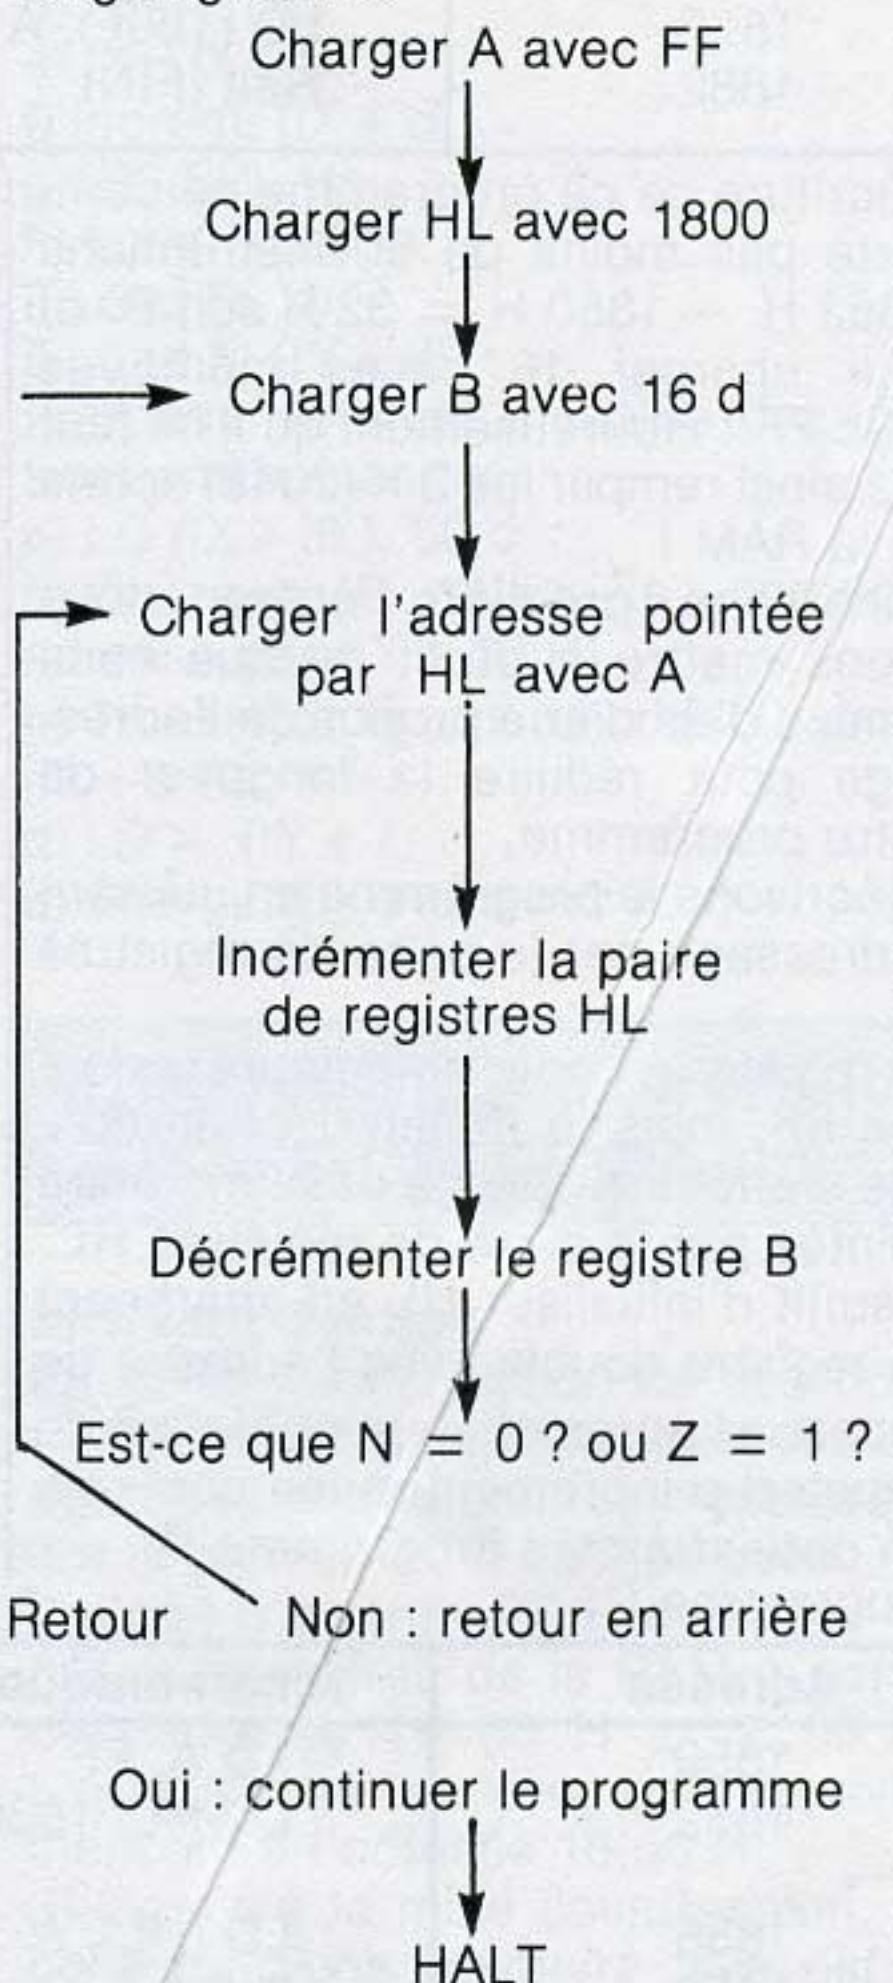 Charger A avec FF
Charger HL avec 1800
Charger B avec 16 d
Charger l'adresse pointée
par HL avec A
Incrémenter la paire
de registres HL
Décrémenter le registre B
Est-ce que N = 0 ? ou Z = 1 ?
Retour Non : retour en arrière
Oui : continuer le programme
HALT